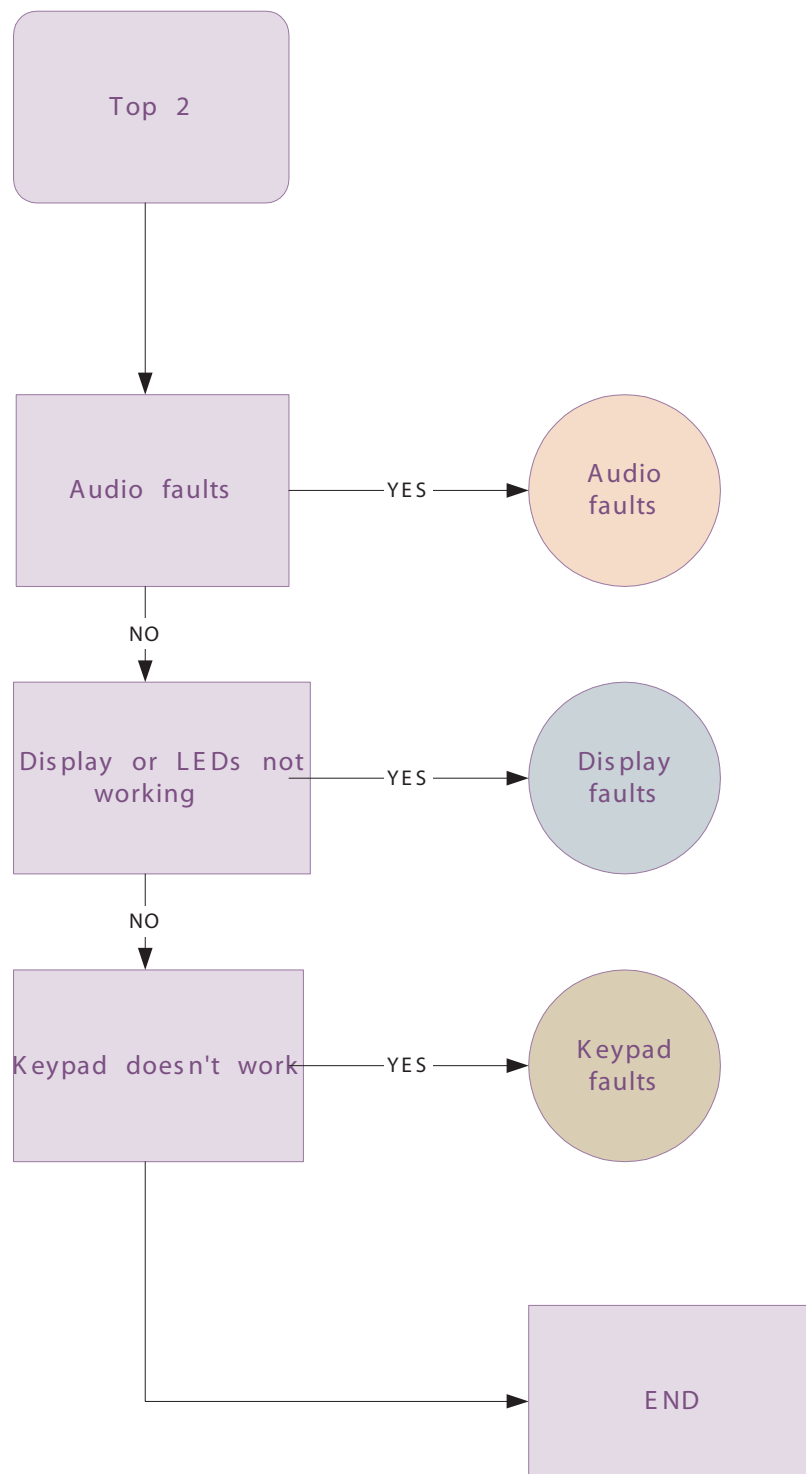 Top 2
Audio faults
YES
Audio
faults
NO
Display or LEDs not
working
YES
Display
faults
NO
Keypad doesn't work
YES
Keypad
faults
END